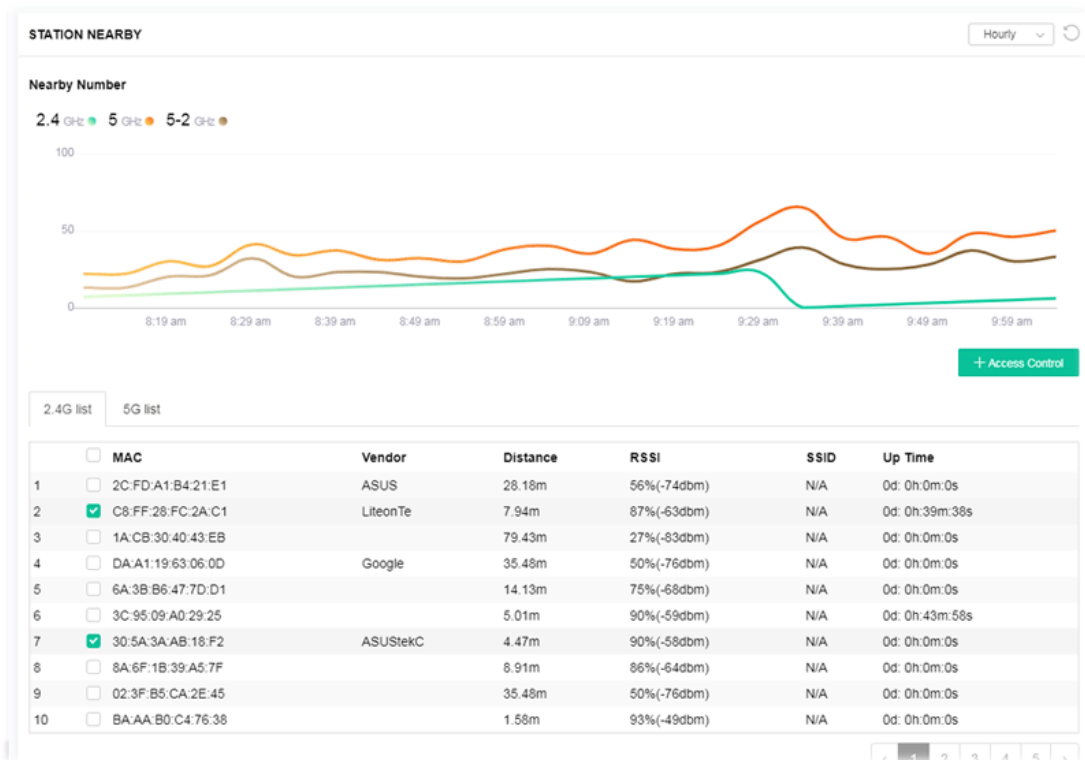 STATION NEARBY Hourly
Nearby Number
2.4 GHz 5 GHz 5-2 GHz
100
50
0
8:19 am 8:29 am 8:39 am 8:49 am 8:59 am 9:09 am 9:19 am 9:29 am 9:39 am 9:49 am 9:59 am
+ Access Control
2.4G list 5G list
MAC Vendor Distance RSSI SSID Up Time
1 2C:FD:A1:B4:21:E1 ASUS 28.18m 56%(-74dbm) N/A 0d: 0h:0m:0s
2 C8:FF:28:FC:2A:C1 LiteonTe 7.94m 87%(-63dbm) N/A 0d: 0h:39m:38s
3 1A:CB:30:40:43:EB 79.43m 27%(-83dbm) N/A 0d: 0h:0m:0s
4 DA:A1:19:63:06:0D Google 35.48m 50%(-76dbm) N/A 0d: 0h:0m:0s
5 6A:3B:B6:47:7D:D1 14.13m 75%(-68dbm) N/A 0d: 0h:0m:0s
6 3C:95:09:A0:29:25 5.01m 90%(-59dbm) N/A 0d: 0h:43m:58s
7 30:5A:3A:AB:18:F2 ASUStekC 4.47m 90%(-58dbm) N/A 0d: 0h:0m:0s
8 8A:6F:1B:39:A5:7F 8.91m 86%(-64dbm) N/A 0d: 0h:0m:0s
9 02:3F:B5:CA:2E:45 35.48m 50%(-76dbm) N/A 0d: 0h:0m:0s
10 BA:AA:B0:C4:76:38 1.58m 93%(-49dbm) N/A 0d: 0h:0m:0s
‹ 1 2 3 4 5 ›